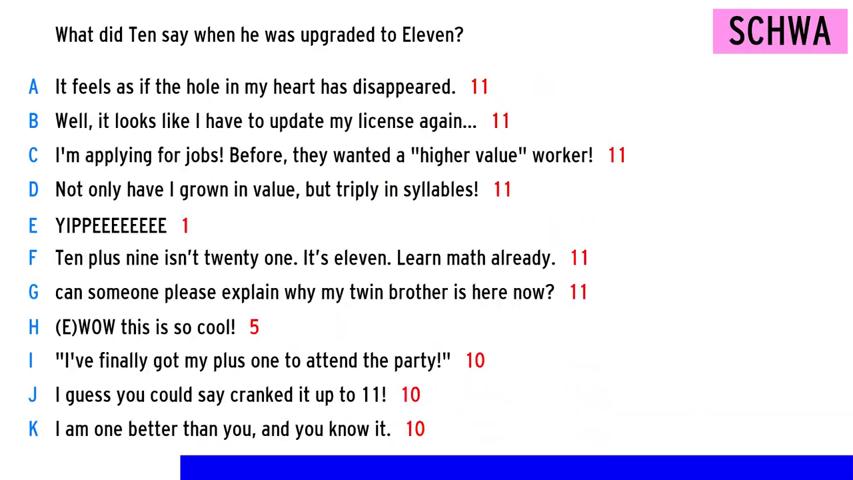 What did Ten say when he was upgraded to Eleven?
SCHWA
A It feels as if the hole in my heart has disappeared. 11
B Well, it looks like I have to update my license again... 11
C I'm applying for jobs! Before, they wanted a "higher value" worker! 11
D Not only have I grown in value, but triply in syllables! 11
E YIPPEEEEEEEE 1
F Ten plus nine isn’t twenty one. It’s eleven. Learn math already. 11
G can someone please explain why my twin brother is here now? 11
H (E)WOW this is so cool! 5
I "I've finally got my plus one to attend the party!" 10
J I guess you could say cranked it up to 11! 10
K I am one better than you, and you know it. 10